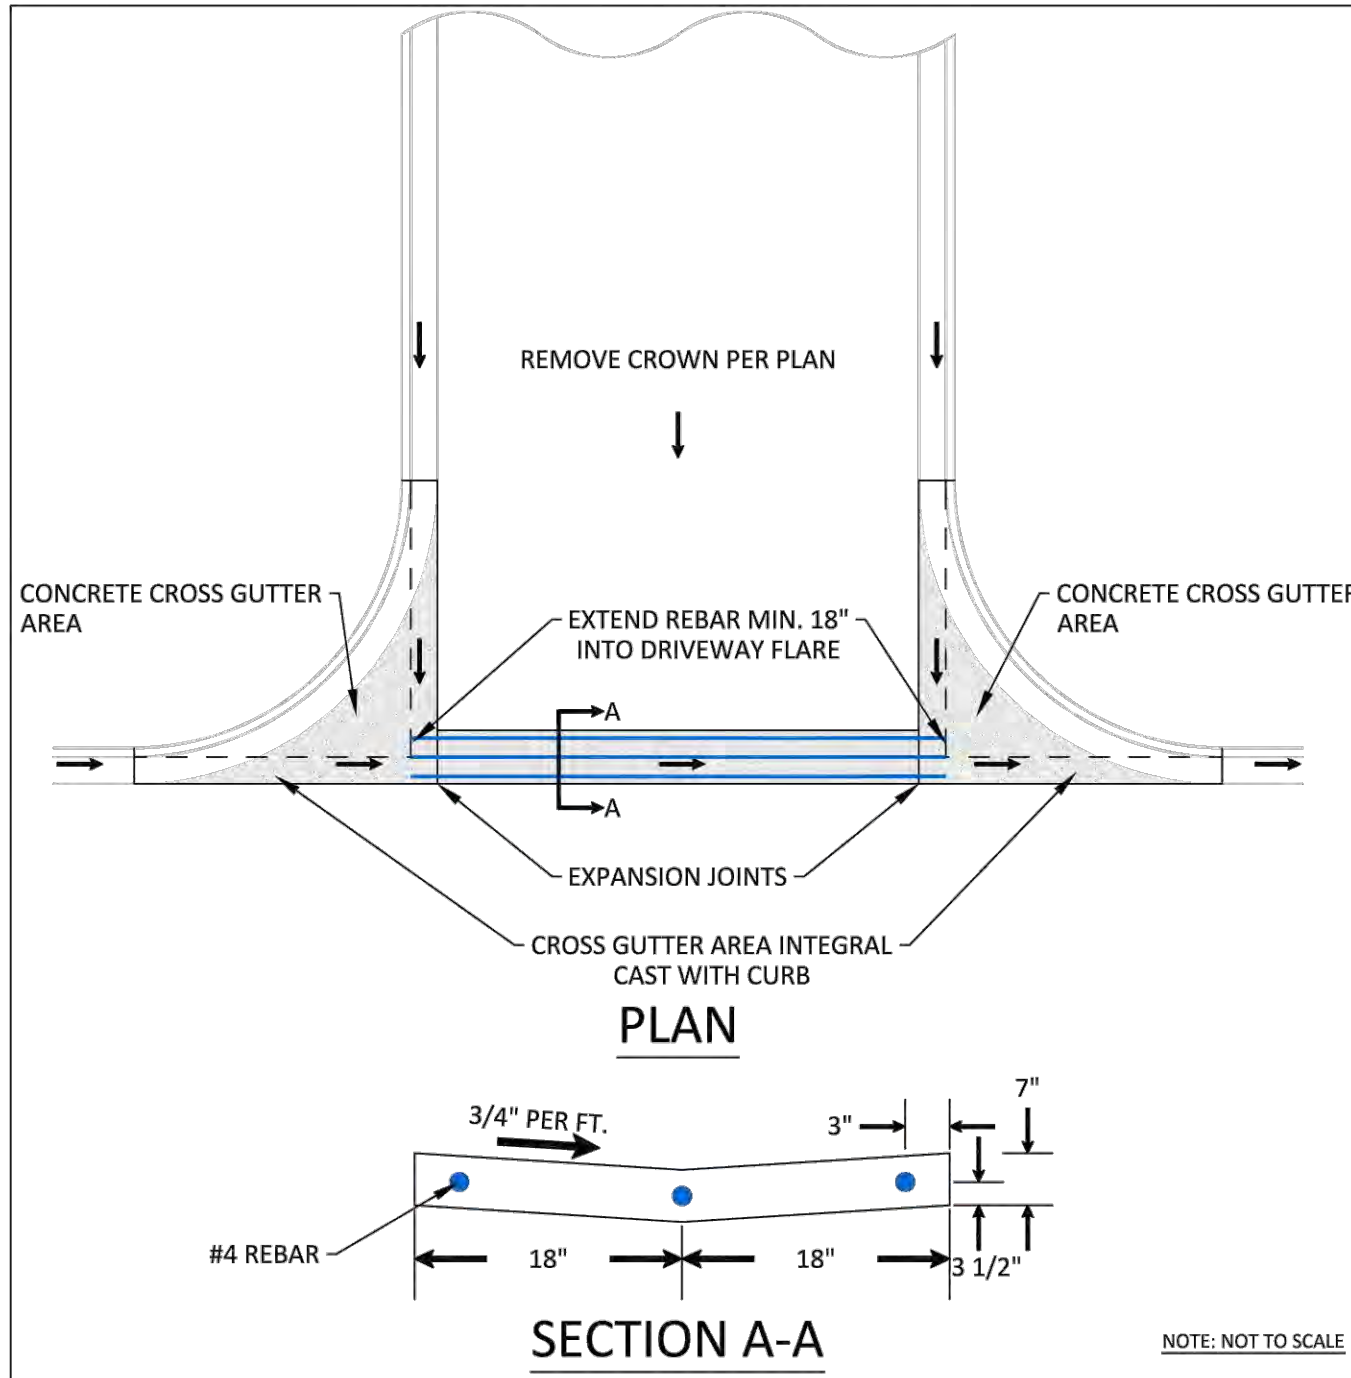 REMOVE CROWN PER PLAN
CONCRETE CROSS GUTTER
AREA
EXTEND REBAR MIN. 18"
INTO DRIVEWAY FLARE
CONCRETE CROSS GUTTER
AREA
A
A
EXPANSION JOINTS
CROSS GUTTER AREA INTEGRAL
CAST WITH CURB
PLAN
3/4" PER FT.
3"
7"
#4 REBAR
18"
18"
3 1/2"
SECTION A-A
NOTE: NOT TO SCALE